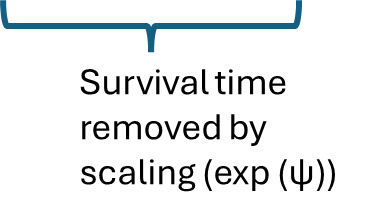 Survival time
removed by
scaling (exp (ψ))